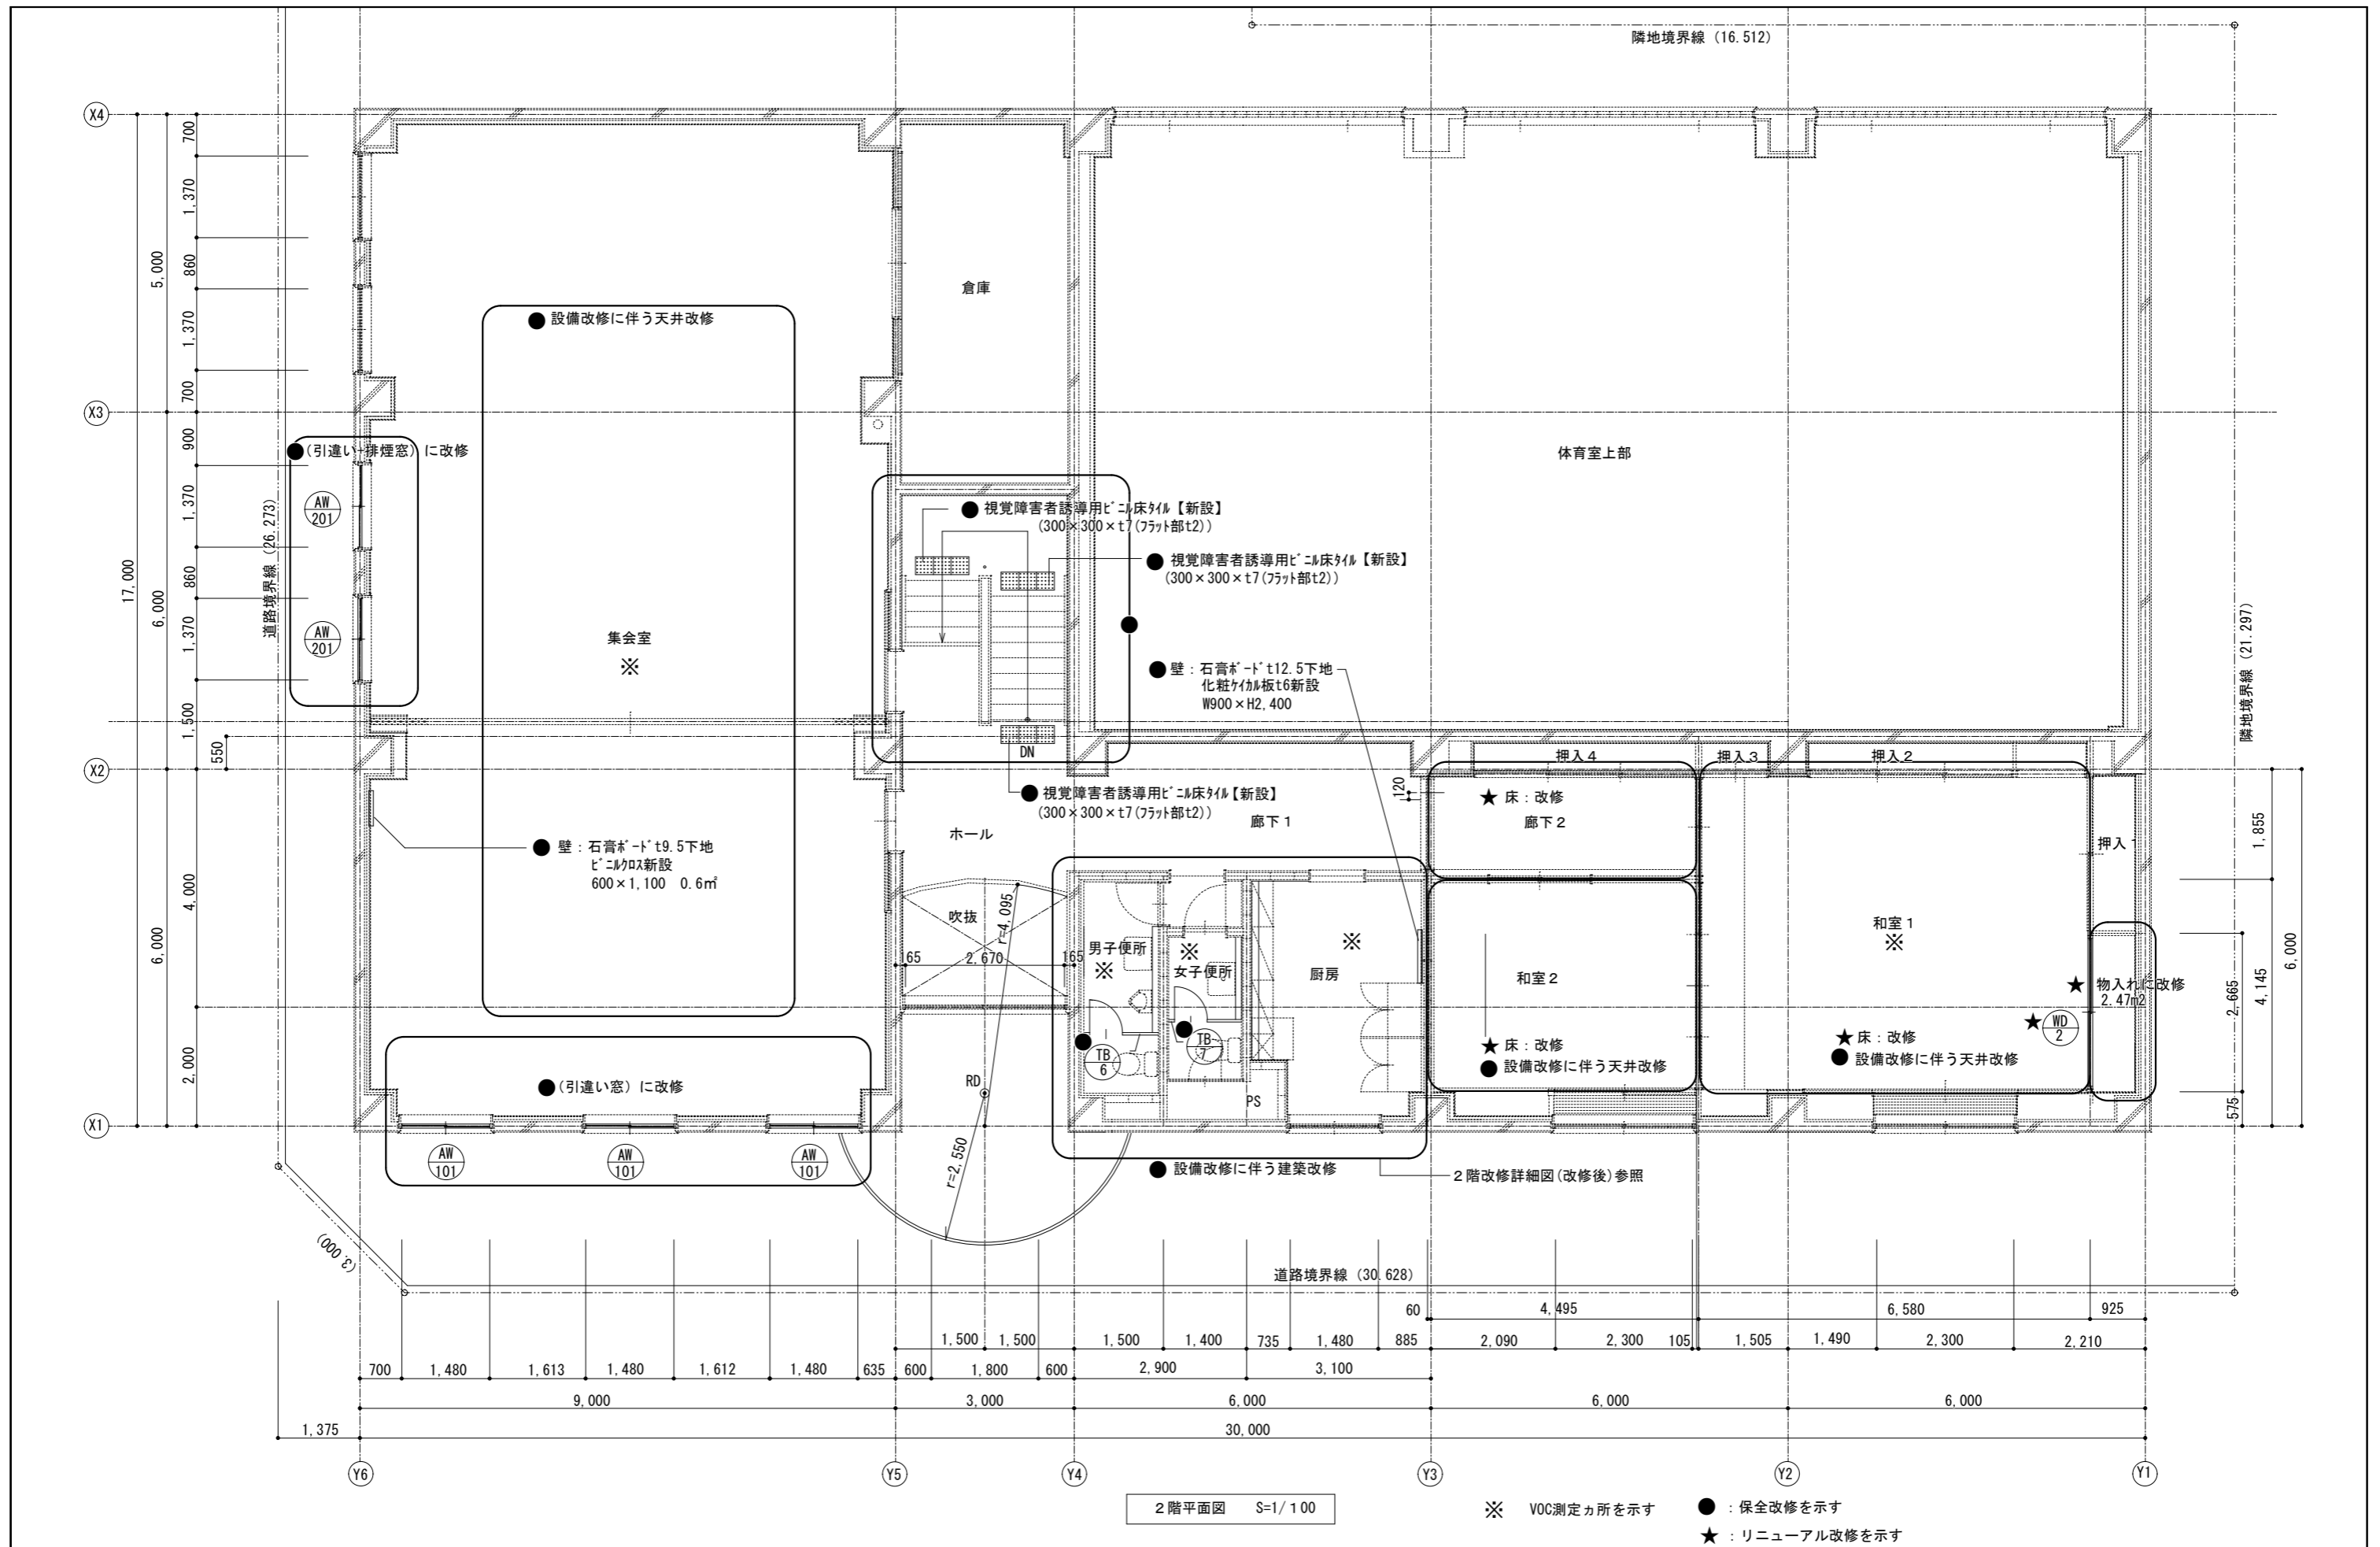 隣地境界線（16.512）
X4
700
1,370
5,000
860
1,370
700
X3
900
1,370
17,000
6,000
860
1,370
1,500
550
X2
4,000
6,000
2,000
X1
倉庫
●設備改修に伴う天井改修
体育室上部
●(引違い+排煙窓）に改修
AW
201
AW
201
道路境界線（26.273）
集会室
※
●視覚障害者誘導用ﾋﾞﾆﾙ床ﾀｲﾙ【新設】
（300×300×t7(ﾌﾗｯﾄ部t2)）
●視覚障害者誘導用ﾋﾞﾆﾙ床ﾀｲﾙ【新設】
（300×300×t7(ﾌﾗｯﾄ部t2)）
●
●壁：石膏ﾎﾞｰﾄﾞt12.5下地
化粧ｹｲｶﾙ板t6新設
W900×H2,400
DN
●視覚障害者誘導用ﾋﾞﾆﾙ床ﾀｲﾙ【新設】
（300×300×t7(ﾌﾗｯﾄ部t2)）
隣地境界線（21.297）
押入4
押入3
押入2
120
★床：改修
廊下1
廊下2
ホール
●壁：石膏ﾎﾞｰﾄﾞt9.5下地
ﾋﾞﾆﾙｸﾛｽ新設
600×1,100　0.6㎡
押入1
1,855
吹抜
r=4,095
165
2,670
165
男子便所
※
※
女子便所
※
厨房
和室2
和室1
※
★物入れに改修
2.47m2
2,665
4,145
6,000
★
WD
2
★床：改修
●設備改修に伴う天井改修
★床：改修
●設備改修に伴う天井改修
●
TB
6
●
TB
7
RD
PS
575
●(引違い窓）に改修
AW
101
AW
101
AW
101
r=2,550
●設備改修に伴う建築改修
2階改修詳細図(改修後)参照
(3.000)
道路境界線（30.628）
60
4,495
6,580
925
1,500
1,500
1,500
1,400
735
1,480
885
2,090
2,300
105
1,505
1,490
2,300
2,210
700
1,480
1,613
1,480
1,612
1,480
635
600
1,800
600
2,900
3,100
9,000
3,000
6,000
6,000
6,000
1,375
30,000
Y6
Y5
Y4
Y3
Y2
Y1
2階平面図　S=1/100
※　VOC測定ヵ所を示す
●：保全改修を示す
★：リニューアル改修を示す